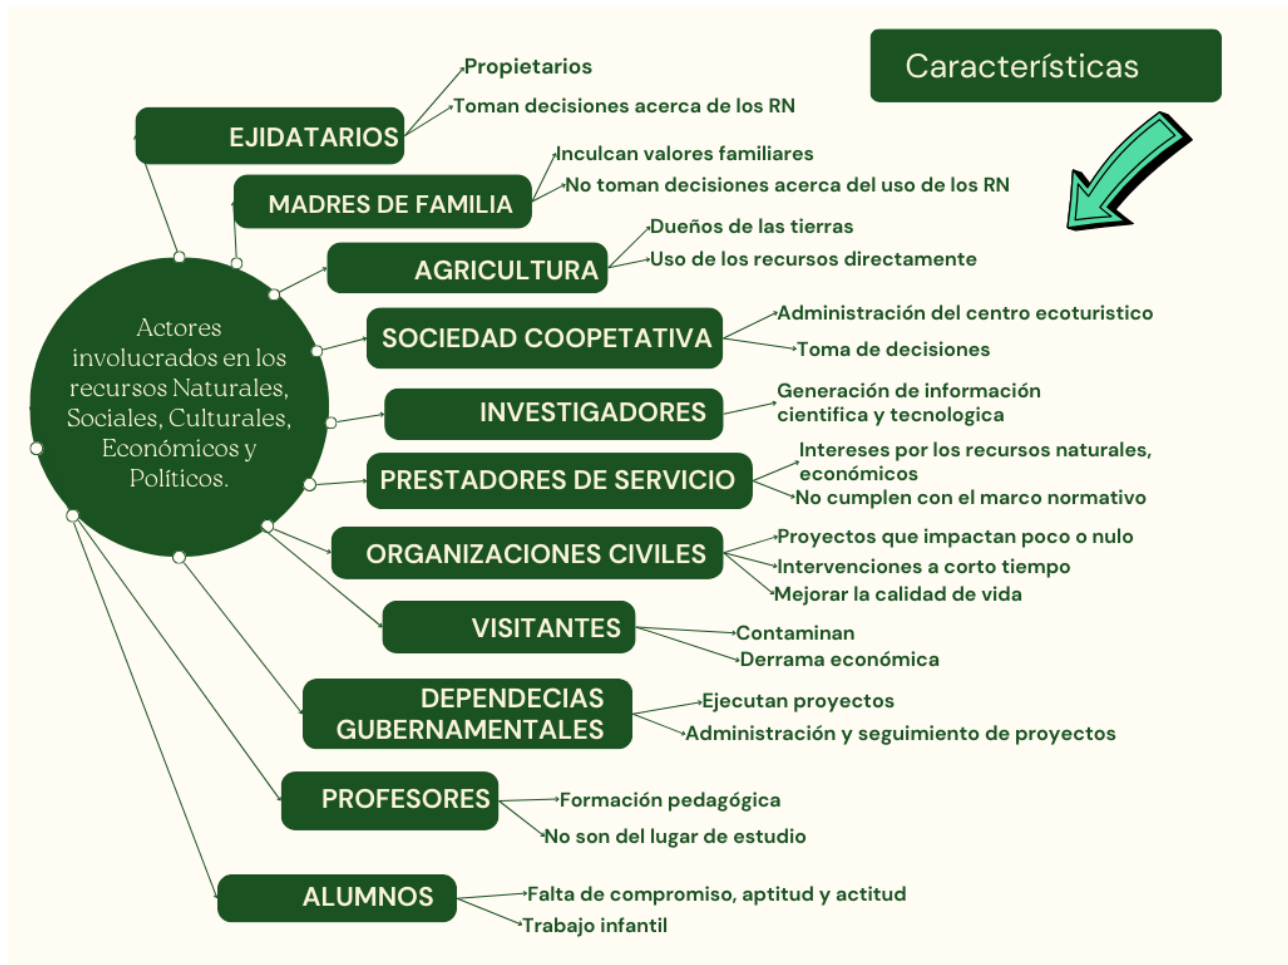 Características
Actores
involucrados en los
recursos Naturales,
Sociales, Culturales,
Económicos y
Políticos.
EJIDATARIOS
Propietarios
Toman decisiones acerca de los RN
MADRES DE FAMILIA
Inculcan valores familiares
No toman decisiones acerca del uso de los RN
AGRICULTURA
Dueños de las tierras
Uso de los recursos directamente
SOCIEDAD COOPETATIVA
Administración del centro ecoturistico
Toma de decisiones
INVESTIGADORES
Generación de información
cientifica y tecnologica
PRESTADORES DE SERVICIO
Intereses por los recursos naturales,
económicos
No cumplen con el marco normativo
ORGANIZACIONES CIVILES
Proyectos que impactan poco o nulo
Intervenciones a corto tiempo
Mejorar la calidad de vida
VISITANTES
Contaminan
Derrama económica
DEPENDECIAS
GUBERNAMENTALES
Ejecutan proyectos
Administración y seguimiento de proyectos
PROFESORES
Formación pedagógica
No son del lugar de estudio
ALUMNOS
Falta de compromiso, aptitud y actitud
Trabajo infantil